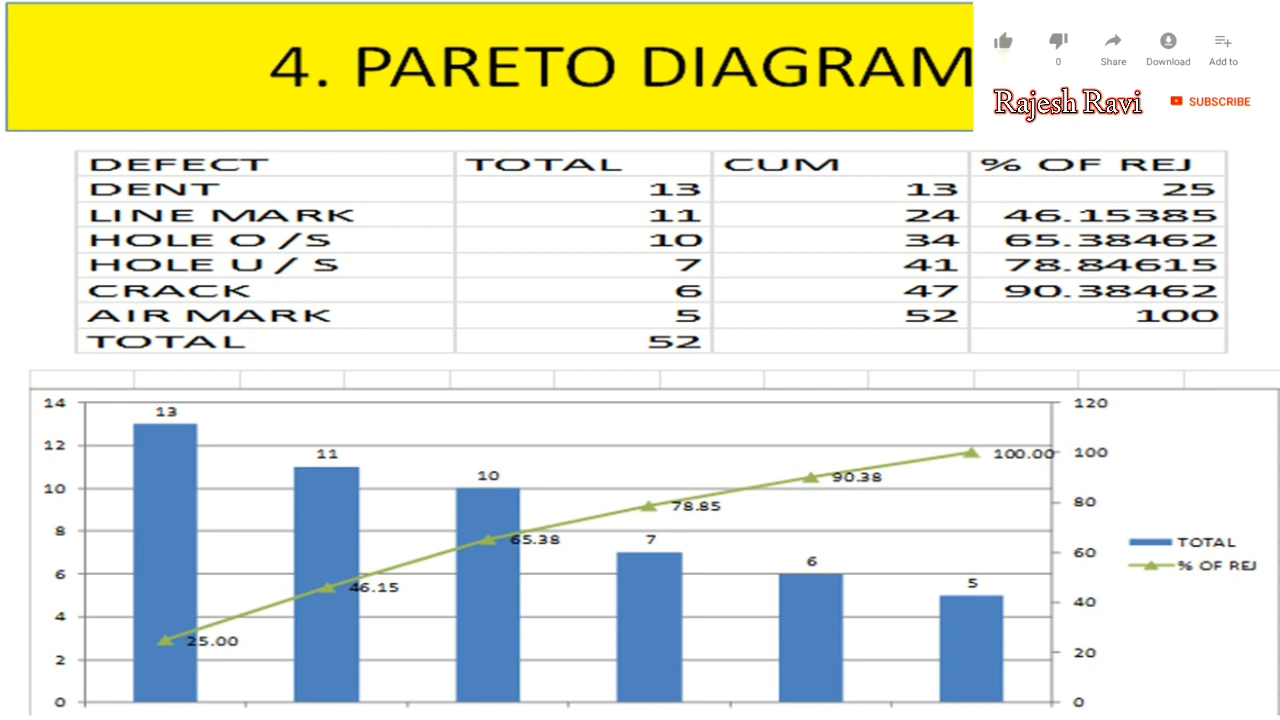 4. PARETO DIAGRAM
0 Share Download Add to
Rajesh Ravi SUBSCRIBE
DEFECT TOTAL CUM % OF REJ
DENT 13 13 25
LINE MARK 11 24 46.15385
HOLE O /S 10 34 65.38462
HOLE U / S 7 41 78.84615
CRACK 6 47 90.38462
AIR MARK 5 52 100
TOTAL 52
14 12 10 8 6 4 2 0
13 11 10 7 6 5
25.00 46.15 65.38 78.85 90.38 100.00
120 100 80 60 40 20 0
TOTAL
% OF REJ